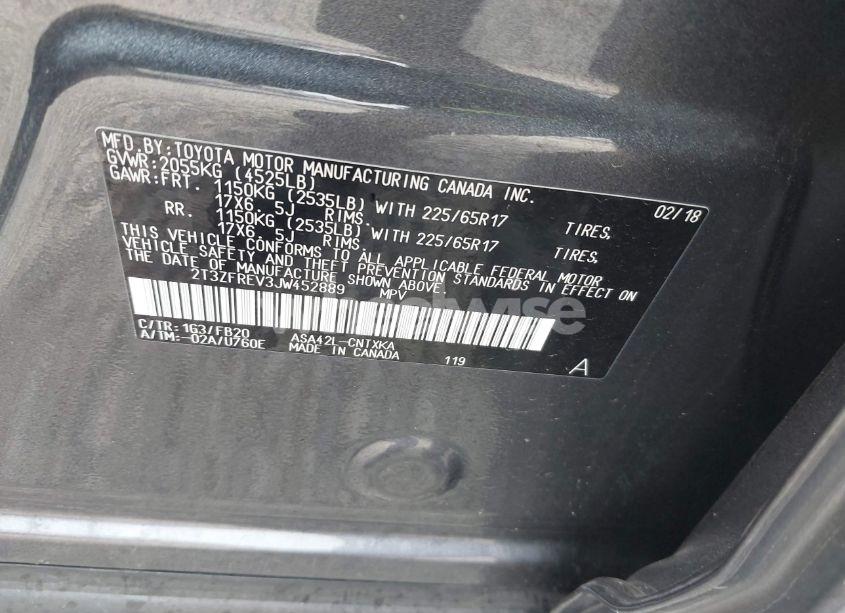 MFD.BY:TOYOTA MOTOR MANUFACTURING CANADA INC.
GVWR:2055KG (4525LB) 02/18
GAWR:FRT. 1150KG (2535LB) WITH 225/65R17 TIRES,
17X6.5J RIMS.
RR. 1150KG (2535LB) WITH 225/65R17 TIRES,
17X6.5J RIMS.
THIS VEHICLE CONFORMS TO ALL APPLICABLE FEDERAL MOTOR
VEHICLE SAFETY AND THEFT PREVENTION STANDARDS IN EFFECT ON
THE DATE OF MANUFACTURE SHOWN ABOVE.
2T3ZFREV3JW452889 MPV
C/TR: 1G3/FB20 ASA42L-CNTXKA
A/TM:-02A/U760E MADE IN CANADA 119 A